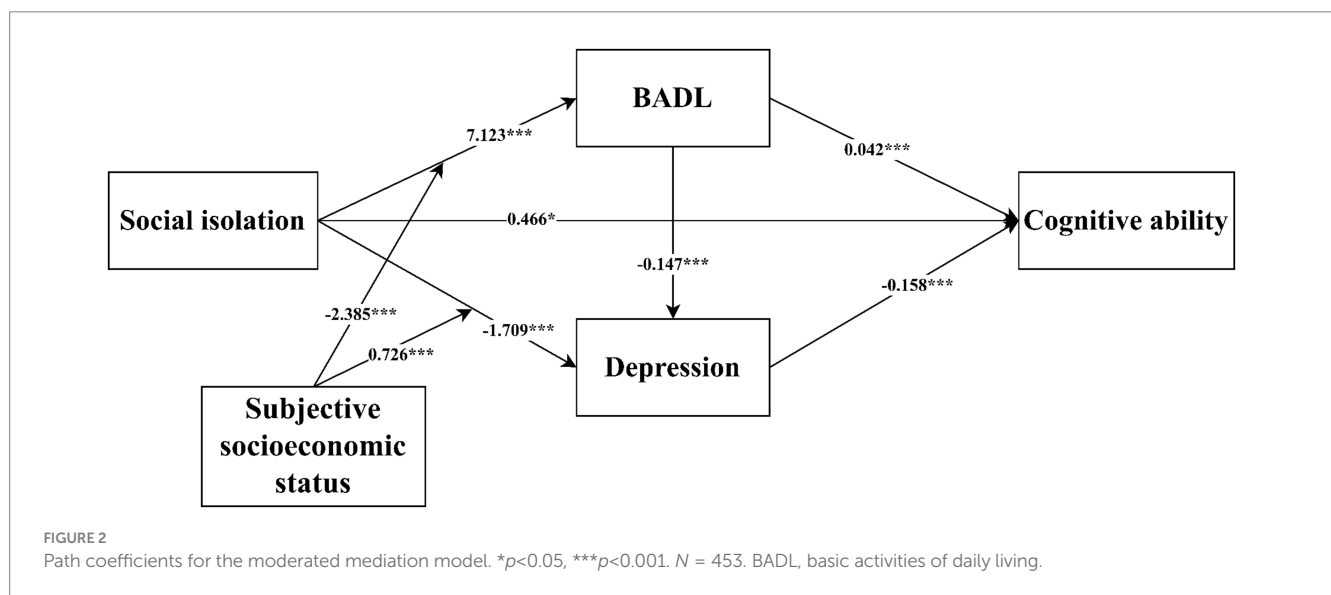 BADL
7.123***
0.042***
Social isolation
0.466*
Cognitive ability
-0.147***
-0.158***
-2.385***
-1.709***
0.726***
Depression
Subjective
socioeconomic
status
FIGURE 2
Path coefficients for the moderated mediation model. *p<0.05, ***p<0.001. N = 453. BADL, basic activities of daily living.